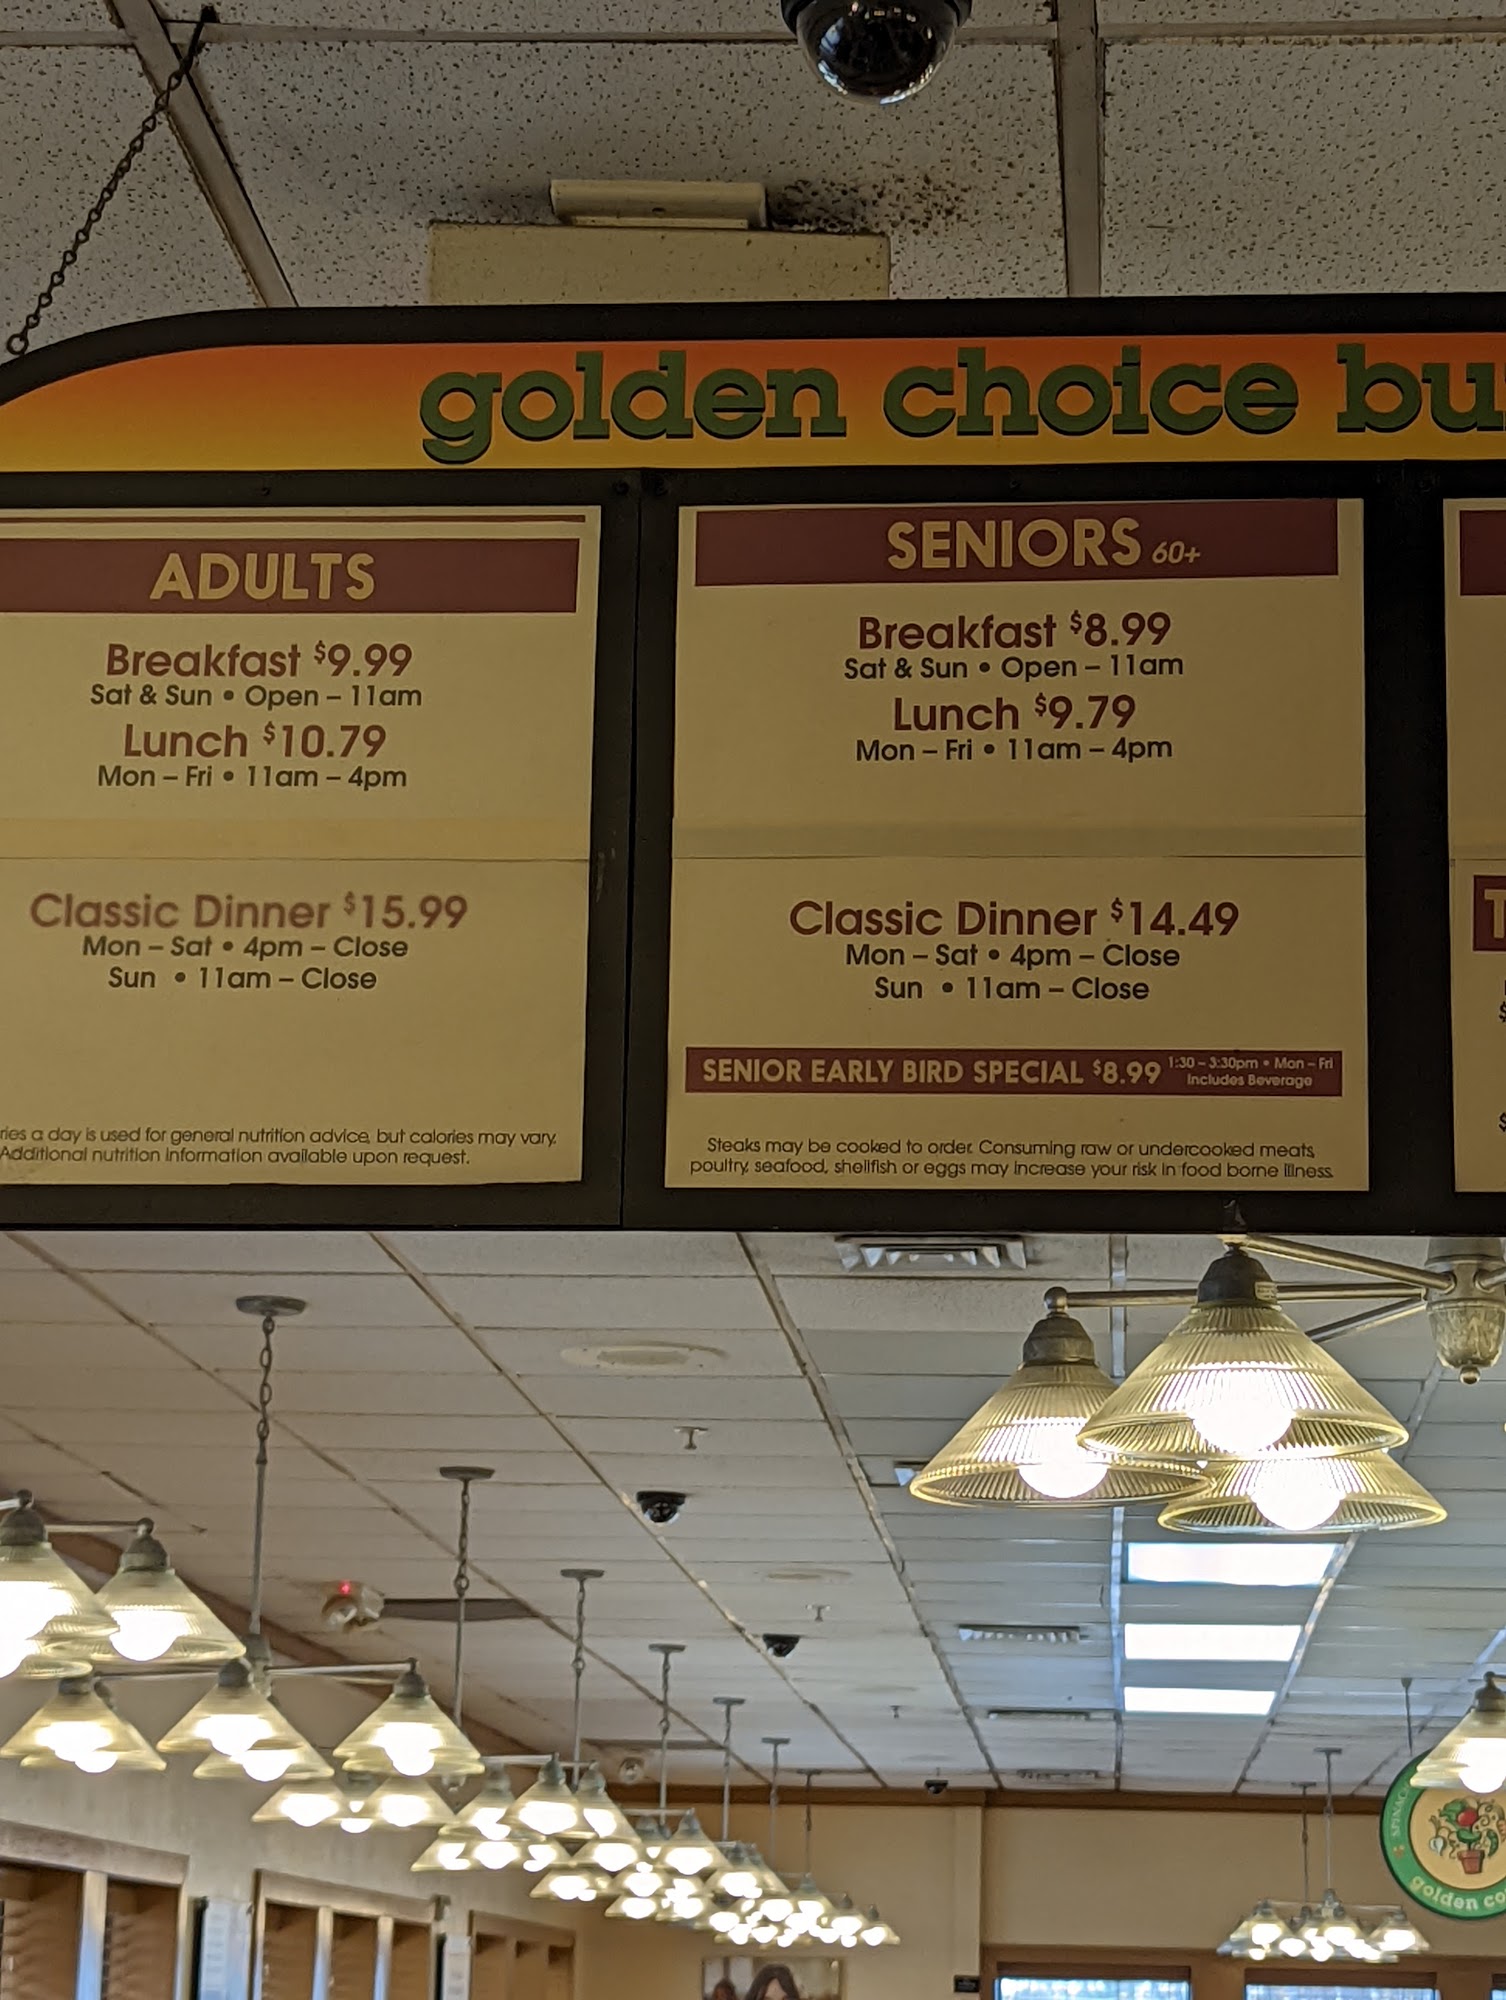 golden choice
ADULTS
Breakfast $9.99
Sat & Sun • Open – 11am
Lunch $10.79
Mon – Fri • 11am – 4pm
Classic Dinner $15.99
Mon – Sat • 4pm – Close
Sun • 11am – Close
a day is used for general nutrition advice, but calories may vary.
Additional nutrition information available upon request.
SENIORS 60+
Breakfast $8.99
Sat & Sun • Open – 11am
Lunch $9.79
Mon – Fri • 11am – 4pm
Classic Dinner $14.49
Mon – Sat • 4pm – Close
Sun • 11am – Close
SENIOR EARLY BIRD SPECIAL $8.99 1:30 – 3:30pm • Mon – Fri
Includes Beverage
Steaks may be cooked to order. Consuming raw or undercooked meats,
poultry, seafood, shellfish or eggs may increase your risk in food borne illness.
golden